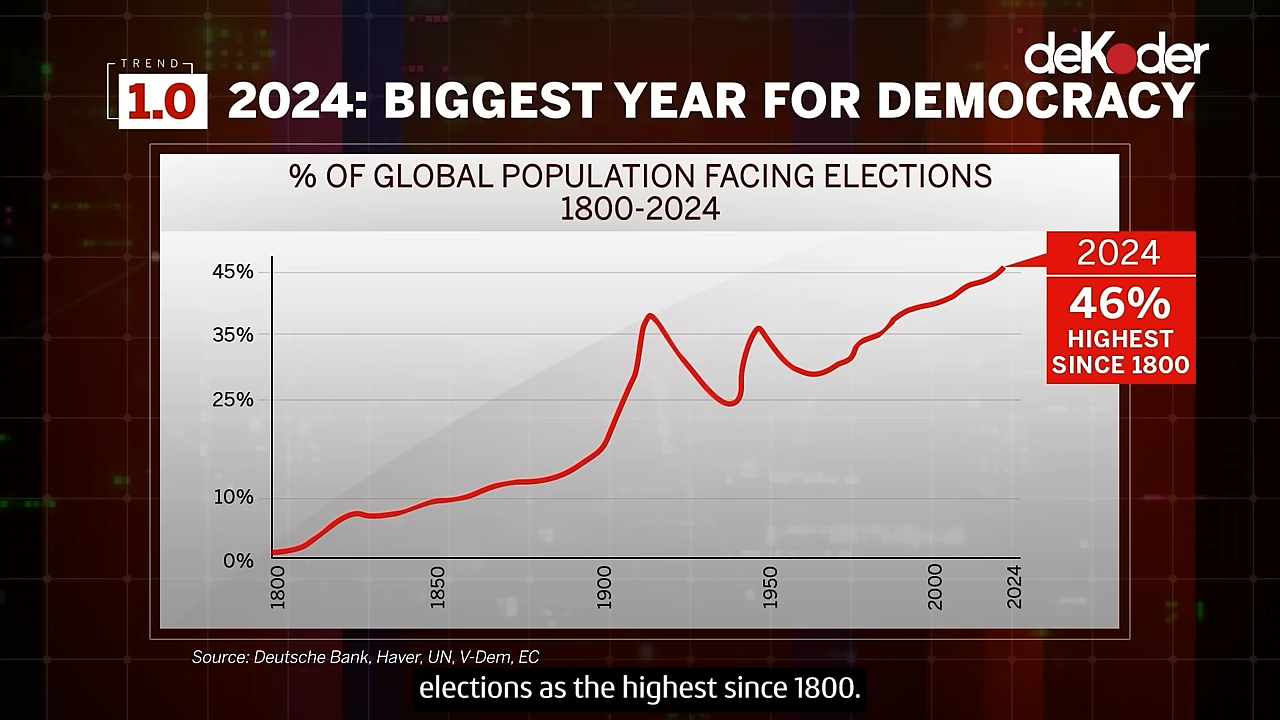 deKoder
TREND
1.0
2024: BIGGEST YEAR FOR DEMOCRACY
% OF GLOBAL POPULATION FACING ELECTIONS
1800-2024
2024
46%
HIGHEST
SINCE 1800
45%
35%
25%
10%
0%
1800
1850
1900
1950
2000
2024
Source: Deutsche Bank, Haver, UN, V-Dem, EC
elections as the highest since 1800.